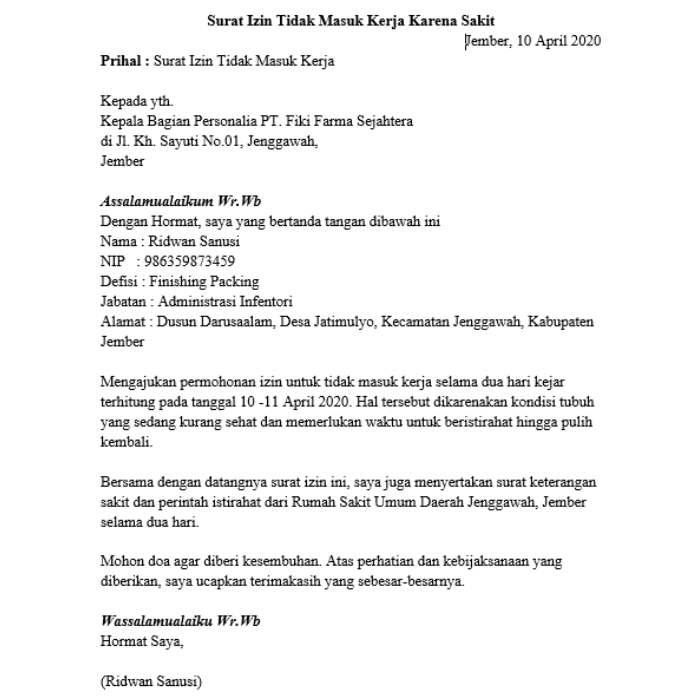 Surat Izin Tidak Masuk Kerja Karena Sakit
Jember, 10 April 2020
Prihal : Surat Izin Tidak Masuk Kerja
Kepada yth.
Kepala Bagian Personalia PT. Fiki Farma Sejahtera
di Jl. Kh. Sayuti No.01, Jenggawah,
Jember
Assalamualaikum Wr.Wb
Dengan Hormat, saya yang bertanda tangan dibawah ini
Nama : Ridwan Sanusi
NIP : 986359873459
Defisi : Finishing Packing
Jabatan : Administrasi Infentori
Alamat : Dusun Darusaalam, Desa Jatimulyo, Kecamatan Jenggawah, Kabupaten
Jember
Mengajukan permohonan izin untuk tidak masuk kerja selama dua hari kejar
terhitung pada tanggal 10 -11 April 2020. Hal tersebut dikarenakan kondisi tubuh
yang sedang kurang sehat dan memerlukan waktu untuk beristirahat hingga pulih
kembali.
Bersama dengan datangnya surat izin ini, saya juga menyertakan surat keterangan
sakit dan perintah istirahat dari Rumah Sakit Umum Daerah Jenggawah, Jember
selama dua hari.
Mohon doa agar diberi kesembuhan. Atas perhatian dan kebijaksanaan yang
diberikan, saya ucapkan terimakasih yang sebesar-besarnya.
Wassalamualaiku Wr.Wb
Hormat Saya,
(Ridwan Sanusi)